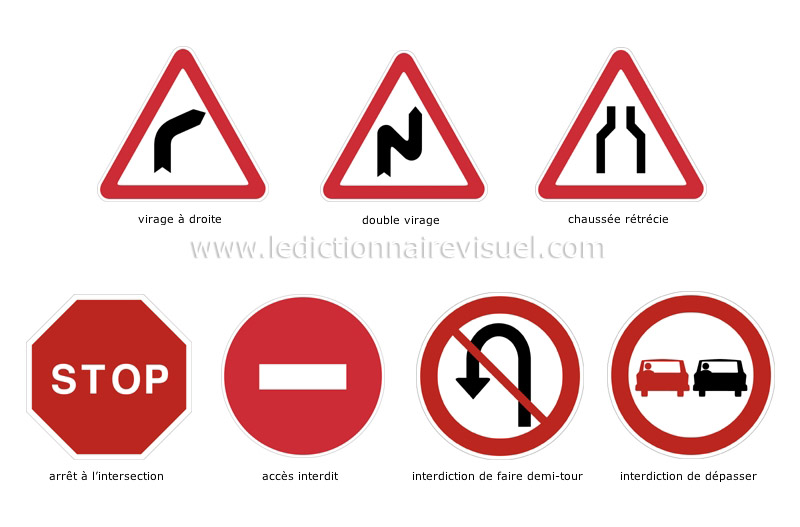 virage à droite
double virage
chaussée rétrécie
www.ledictionnairevisuel.com
STOP
arrêt à l'intersection
accès interdit
interdiction de faire demi-tour
interdiction de dépasser